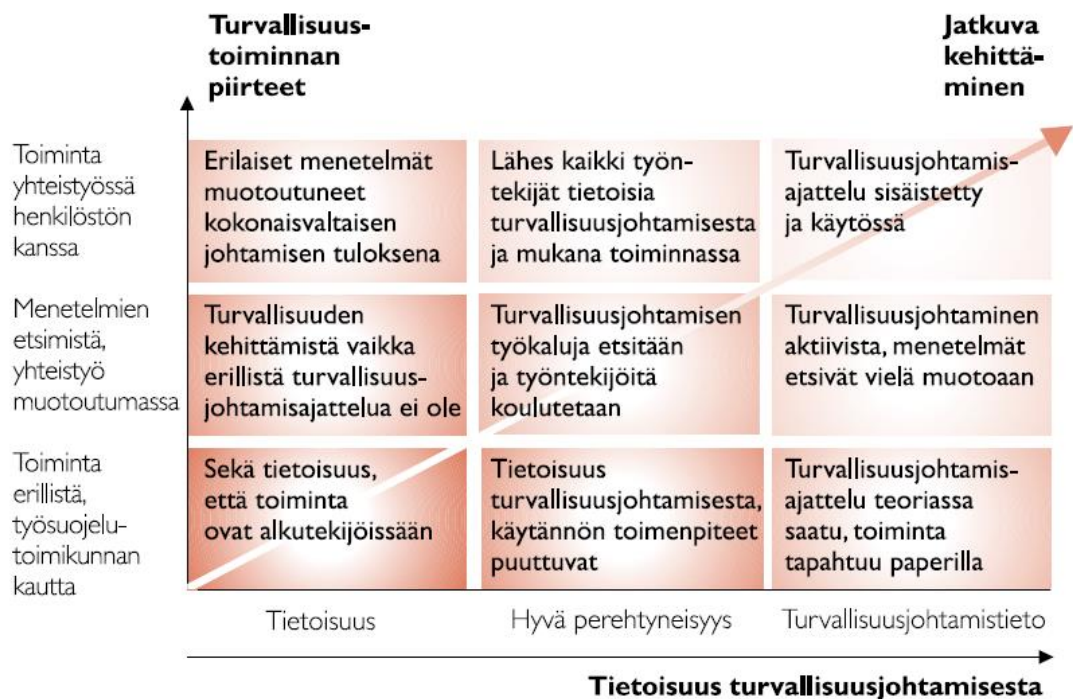 Turvallisuus-
toiminnan
piirteet
Jatkuva
kehittä-
minen
Toiminta
yhteistyössä
henkilöstön
kanssa
Erilaiset menetelmät
muotoutuneet
kokonaisvaltaisen
johtamisen tuloksena
Lähes kaikki työn-
tekijät tietoisia
turvallisuusjohtamisesta
ja mukana toiminnassa
Turvallisuusjohtamis-
ajattelu sisäistetty
ja käytössä
Menetelmien
etsimistä,
yhteistyö
muotoutumassa
Turvallisuuden
kehittämistä vaikka
erillistä turvallisuus-
johtamisajattelua ei ole
Turvallisuusjohtamisen
työkaluja etsitään
ja työntekijöitä
koulutetaan
Turvallisuusjohtaminen
aktiivista, menetelmät
etsivät vielä muotoaan
Toiminta
erillistä,
työsuojelu-
toimikunnan
kautta
Sekä tietoisuus,
että toiminta
ovat alkutekijöissään
Tietoisuus
turvallisuusjohtamisesta,
käytännön toimenpiteet
puuttuvat
Turvallisuusjohtamis-
ajattelu teoriassa
saatu, toiminta
tapahtuu paperilla
Tietoisuus
Hyvä perehtyneisyys
Turvallisuusjohtamistieto
Tietoisuus turvallisuusjohtamisesta